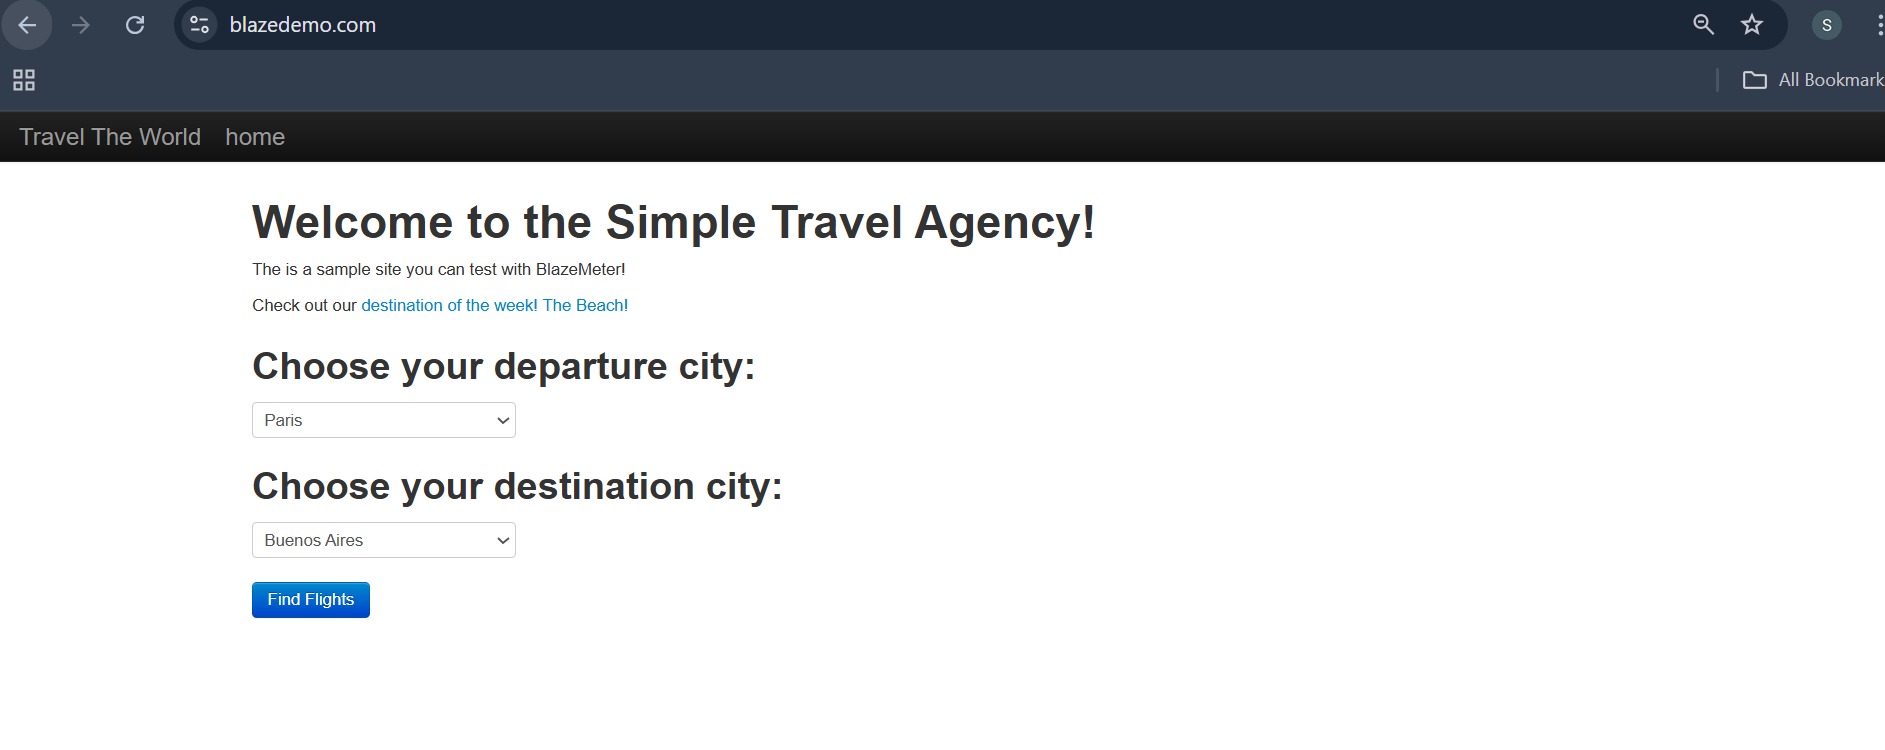 blazedemo.com
S
All Bookmark
Travel The World home
Welcome to the Simple Travel Agency!
The is a sample site you can test with BlazeMeter!
Check out our destination of the week! The Beach!
Choose your departure city:
Paris
Choose your destination city:
Buenos Aires
Find Flights